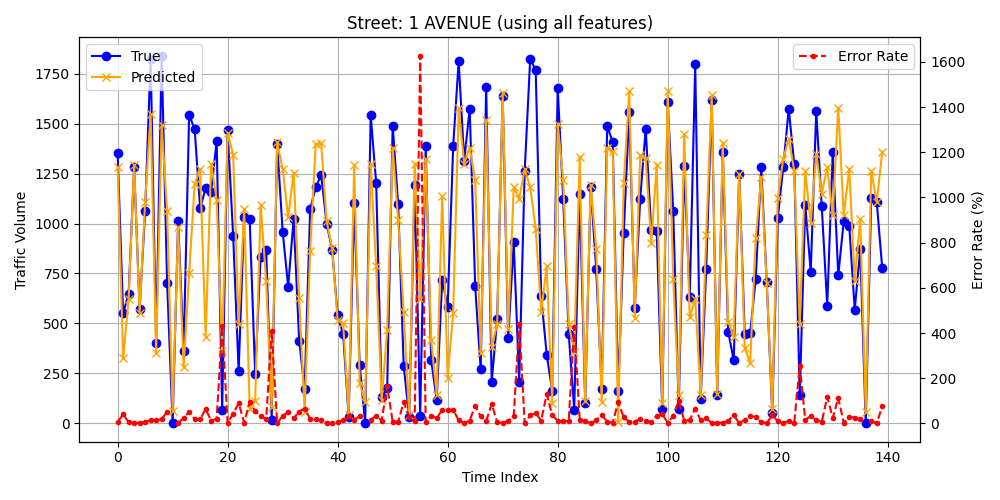 Street: 1 AVENUE (using all features)
True
Predicted
Error Rate
Traffic Volume
1750
1500
1250
1000
750
500
250
0
1600
1400
1200
1000
800
600
400
200
0
Error Rate (%)
0 20 40 60 80 100 120 140
Time Index